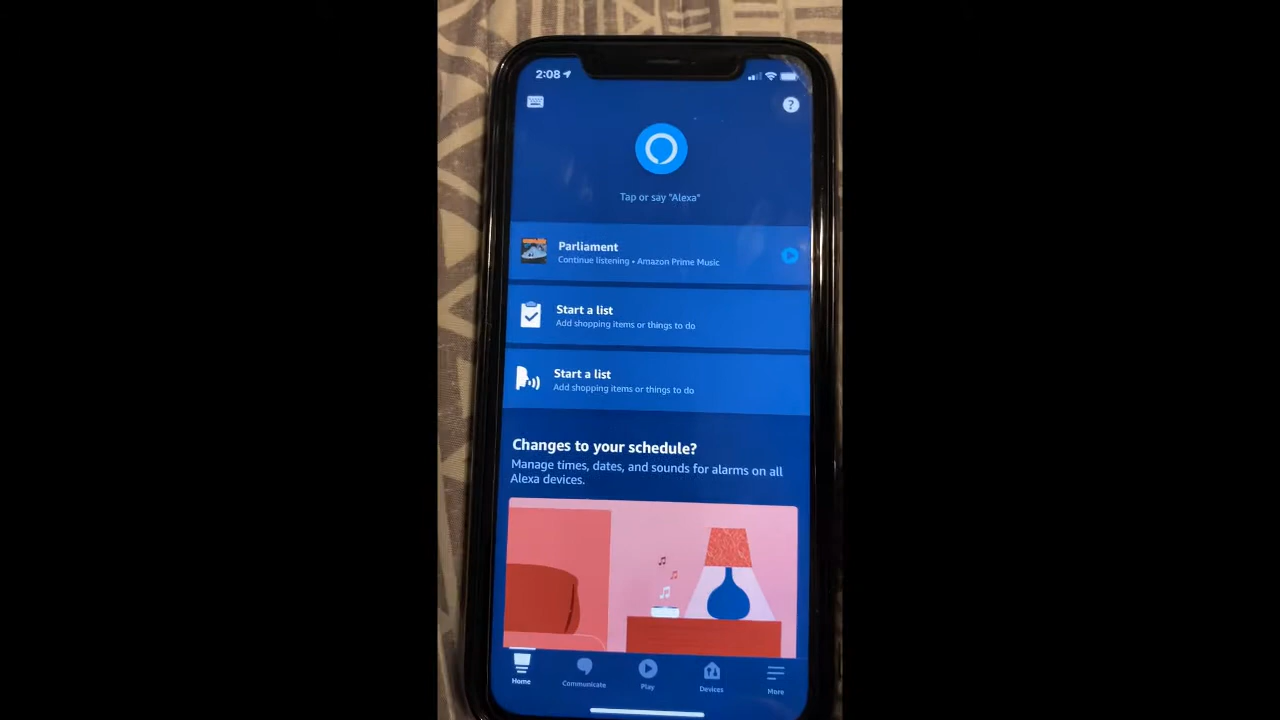 2:08
Tap or say "Alexa"
Parliament
Continue listening • Amazon Prime Music
Start a list
Add shopping items or things to do
Start a list
Add shopping items or things to do
Changes to your schedule?
Manage times, dates, and sounds for alarms on all
Alexa devices.
Home
Communicate
Play
Devices
More